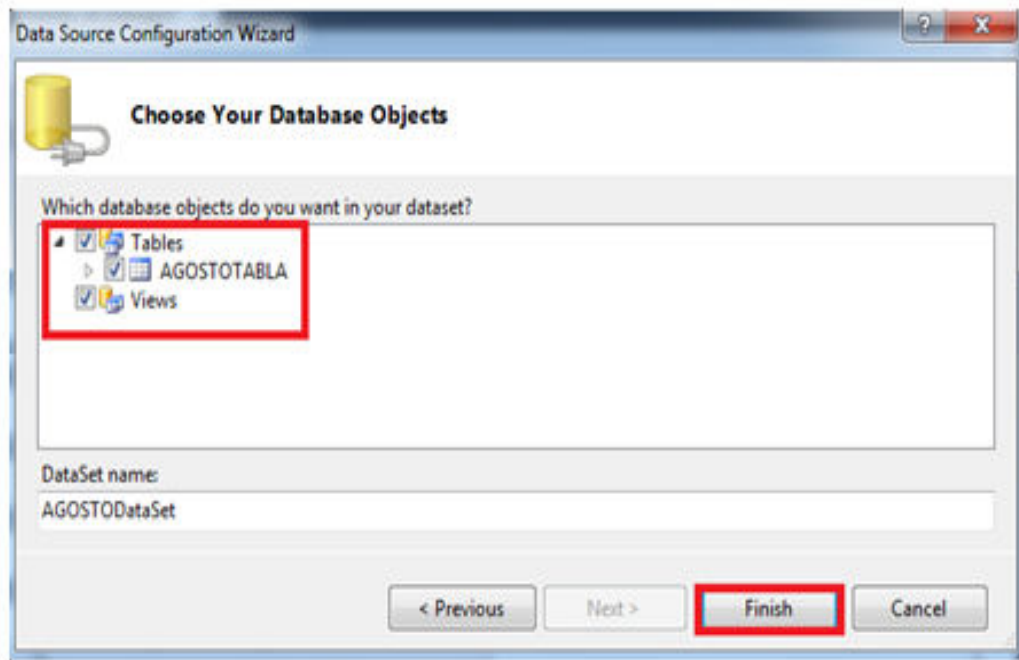 Data Source Configuration Wizard
Choose Your Database Objects
Which database objects do you want in your dataset?
Tables
AGOSTOTABLA
Views
DataSet name:
AGOSTODataSet
< Previous Next > Finish Cancel